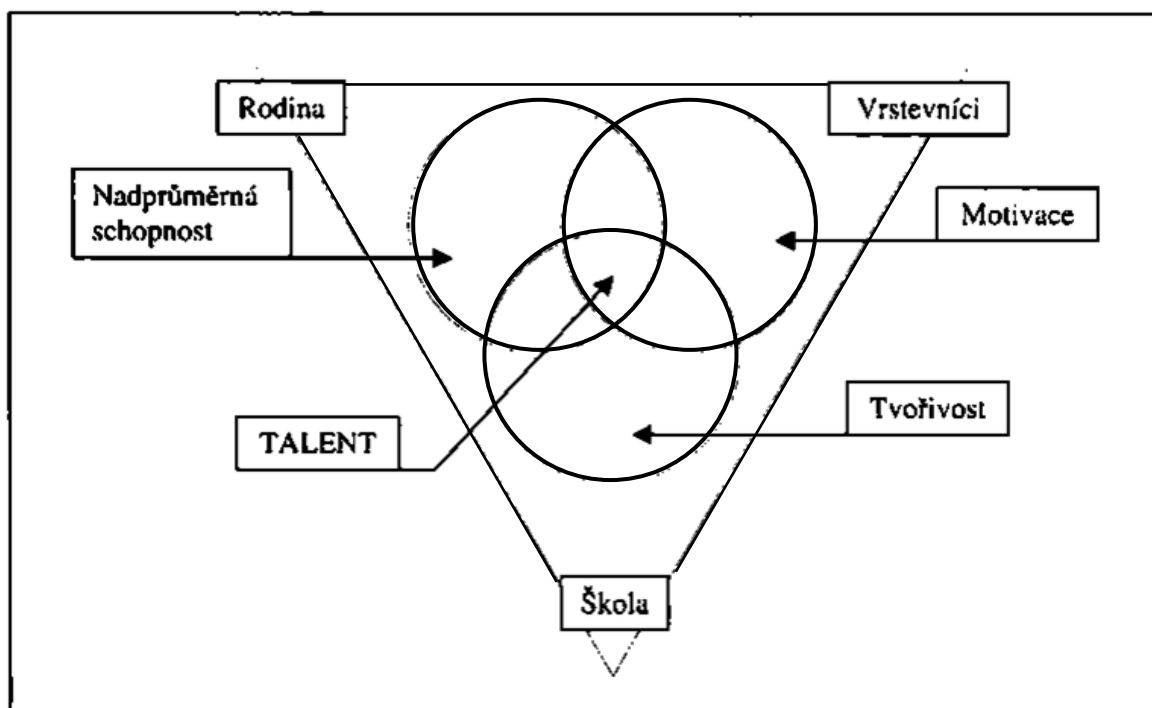 Rodina
Vrstevníci
Nadprůměrná
schopnost
Motivace
Tvořivost
TALENT
Škola